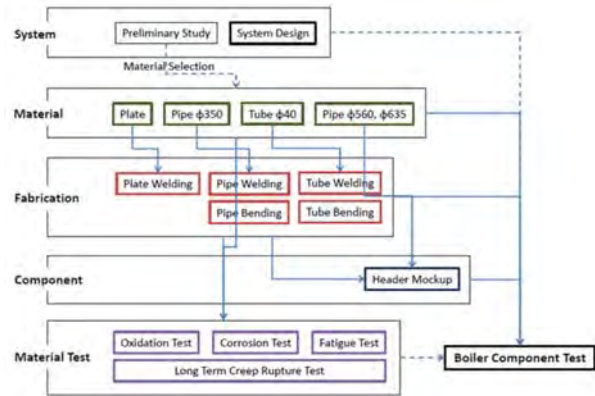 System
Preliminary Study
System Design
Material Selection
Material
Plate
Pipe ϕ350
Tube ϕ40
Pipe ϕ560, ϕ635
Fabrication
Plate Welding
Pipe Welding
Tube Welding
Pipe Bending
Tube Bending
Component
Header Mockup
Material Test
Oxidation Test
Corrosion Test
Fatigue Test
Long Term Creep Rupture Test
Boiler Component Test